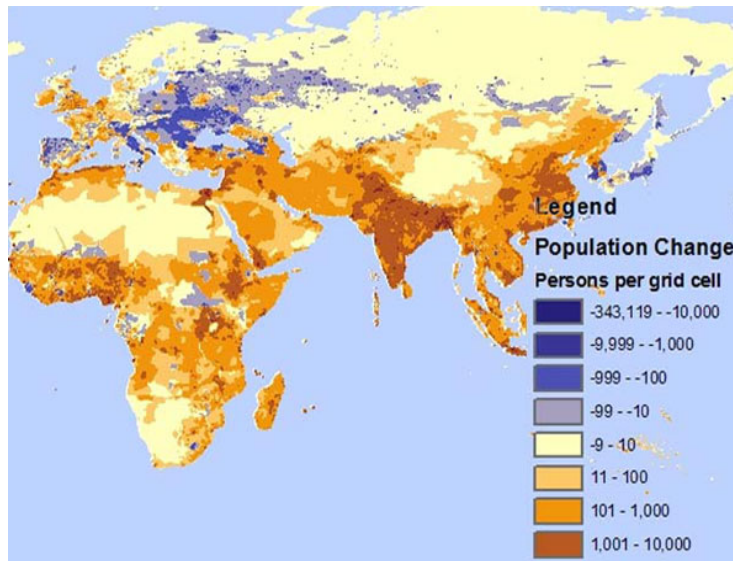 Legend
Population Change
Persons per grid cell
-343,119 - -10,000
-9,999 - -1,000
-999 - -100
-99 - -10
-9 - 10
11 - 100
101 - 1,000
1,001 - 10,000